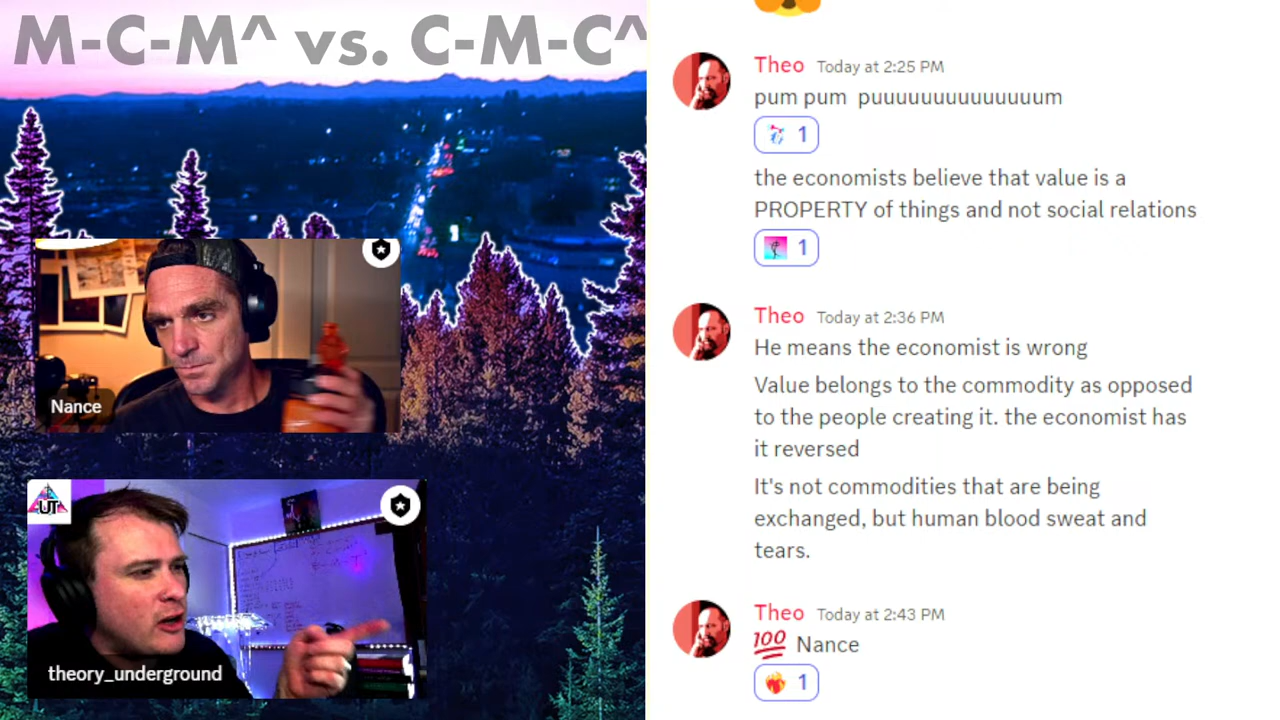 M-C-M^ vs. C-M-C^
Nance
UT
theory_underground
Theo Today at 2:25 PM
pum pum puuuuuuuuuuuuuum
1
the economists believe that value is a
PROPERTY of things and not social relations
1
Theo Today at 2:36 PM
He means the economist is wrong
Value belongs to the commodity as opposed
to the people creating it. the economist has
it reversed
It's not commodities that are being
exchanged, but human blood sweat and
tears.
Theo Today at 2:43 PM
💯 Nance
1